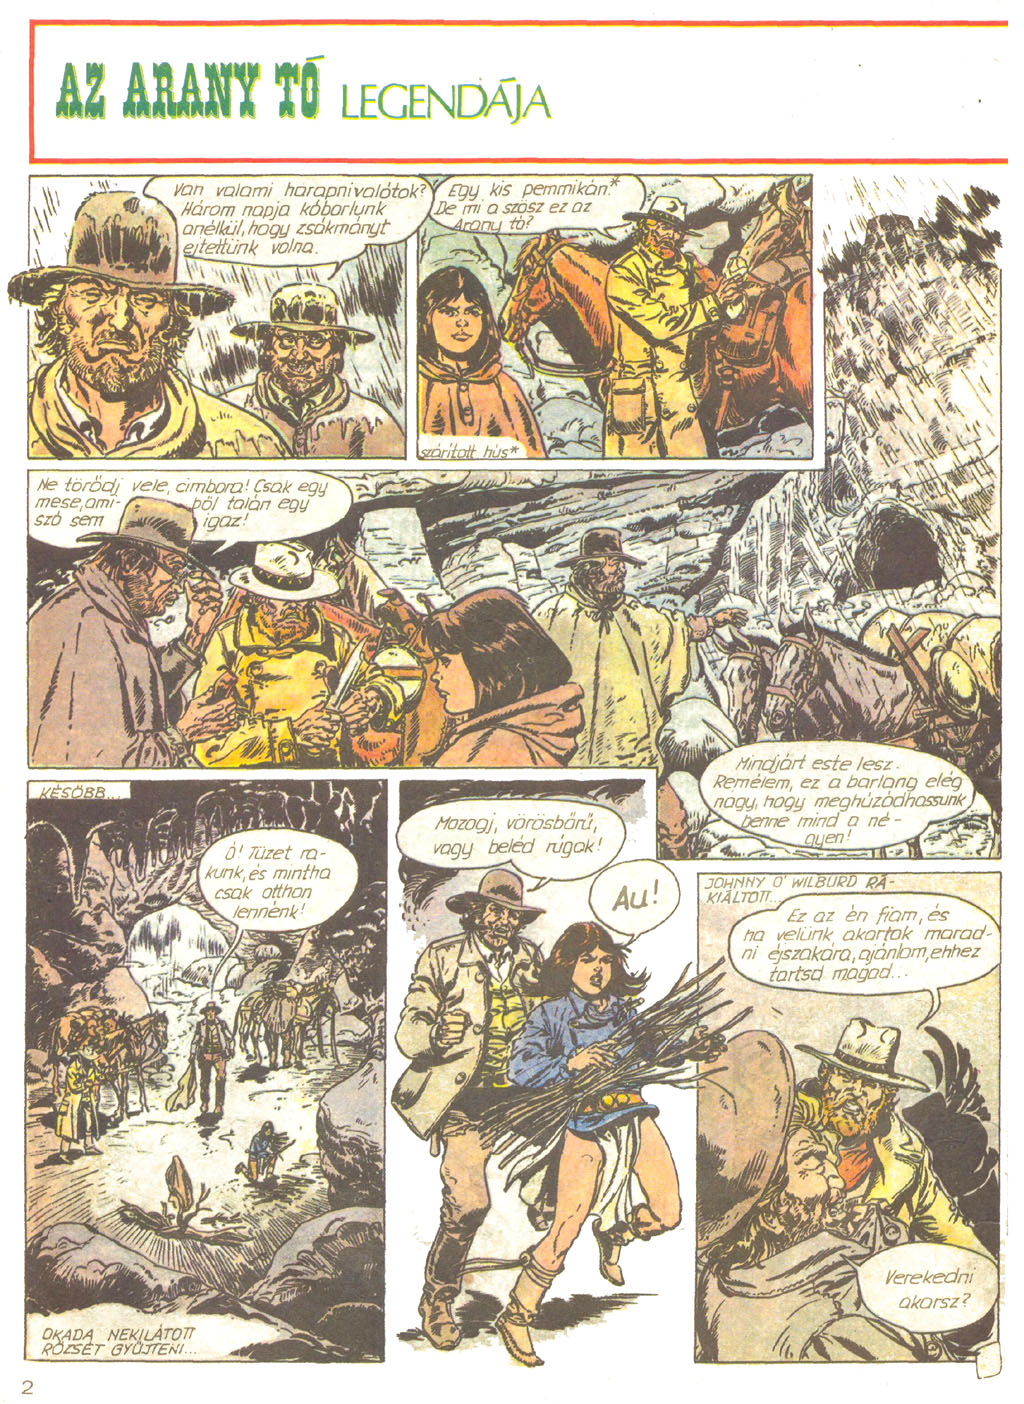 AZ ARANY TÓ LEGENDÁJA
Van valami harapnivalótok?
Három napja kóborlunk
anélkül, hogy zsákmányt
ejtettünk volna.
Egy kis pemmikán.*
De mi a szósz ez az
Arany tó?
szárított hús*
Ne törődj vele, cimbora! Csak egy
mese, ami-ből talán egy
szó sem igaz!
Mindjárt este lesz.
Remélem, ez a barlang elég
nagy, hogy meghúzódhassunk
benne mind a né-
gyen!
KÉSŐBB...
Ó! Tüzet ra-
kunk, és mintha
csak otthon
lennénk!
OKADA NEKILÁTOTT
RŐZSÉT GYŰJTENI...
Mozogj, vörösbőrű,
vagy beléd rúgok!
Au!
JOHNNY O'WILBURD RÁ-
KIÁLTOTT...
Ez az én fiam, és
ha velünk akartok marad-
ni éjszakára, ajánlom, ehhez
tartsd magad...
Verekedni
akarsz?
2